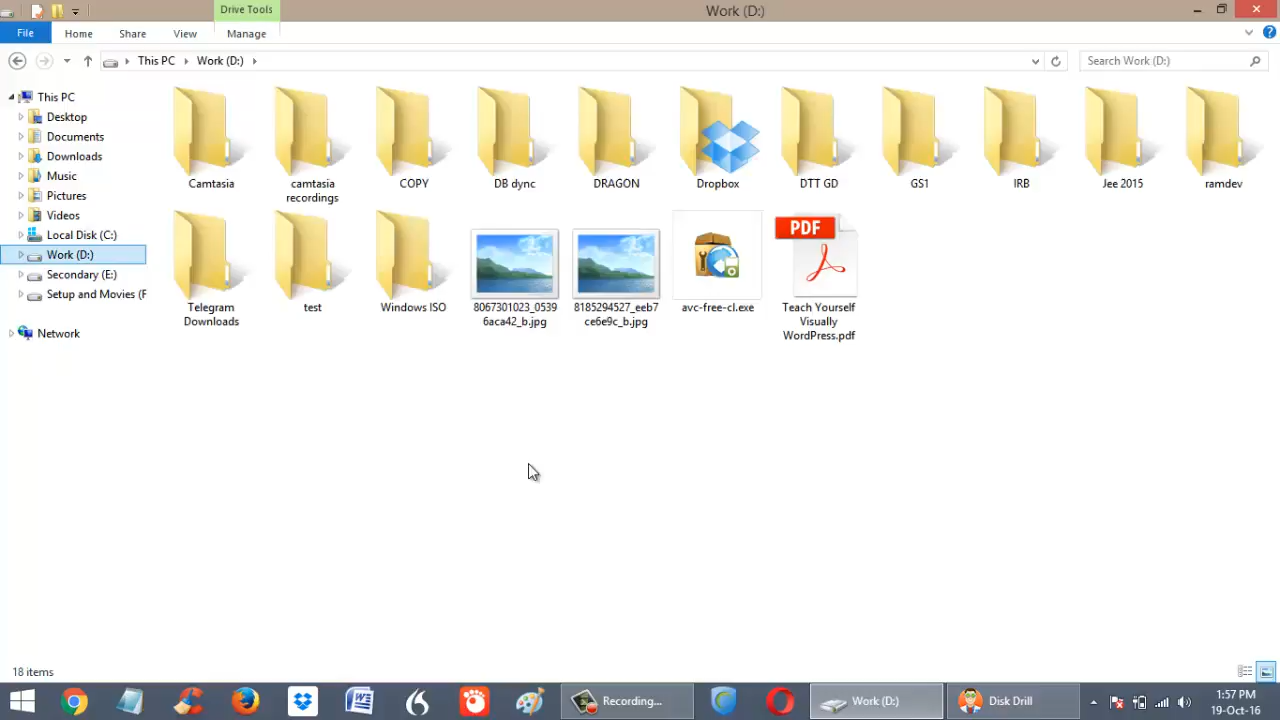 Drive Tools
Work (D:)
File
Home
Share
View
Manage
This PC
Work (D:)
Search Work (D:)
This PC
Desktop
Documents
Downloads
Music
Pictures
Videos
Local Disk (C:)
Work (D:)
Secondary (E:)
Setup and Movies (F
Network
Camtasia
camtasia
recordings
COPY
DB dync
DRAGON
Dropbox
DTT GD
GS1
IRB
Jee 2015
ramdev
Telegram
Downloads
test
Windows ISO
8067301023_0539
6aca42_b.jpg
8185294527_eeb7
ce6e9c_b.jpg
avc-free-cl.exe
PDF
Teach Yourself
Visually
WordPress.pdf
18 items
Recording...
Work (D:)
Disk Drill
1:57 PM
19-Oct-16